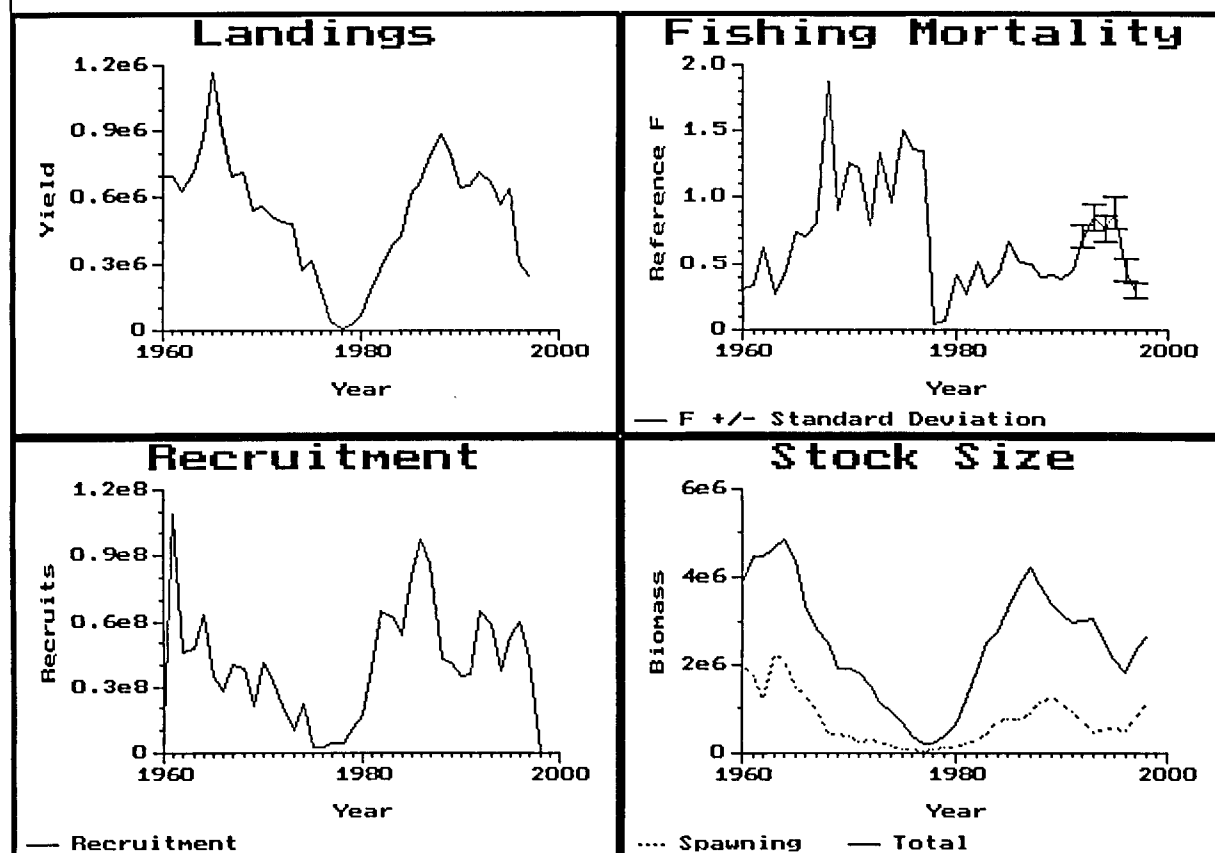 Landings
1.2e6
0.9e6
0.6e6
0.3e6
0
Yield
1960 1980 2000
Year
Fishing Mortality
2.0
1.5
1.0
0.5
0
Reference F
1960 1980 2000
Year
— F +/- Standard Deviation
Recruitment
1.2e8
0.9e8
0.6e8
0.3e8
0
Recruits
1960 1980 2000
Year
— Recruitment
Stock Size
6e6
4e6
2e6
0
Biomass
1960 1980 2000
Year
.... Spawning — Total